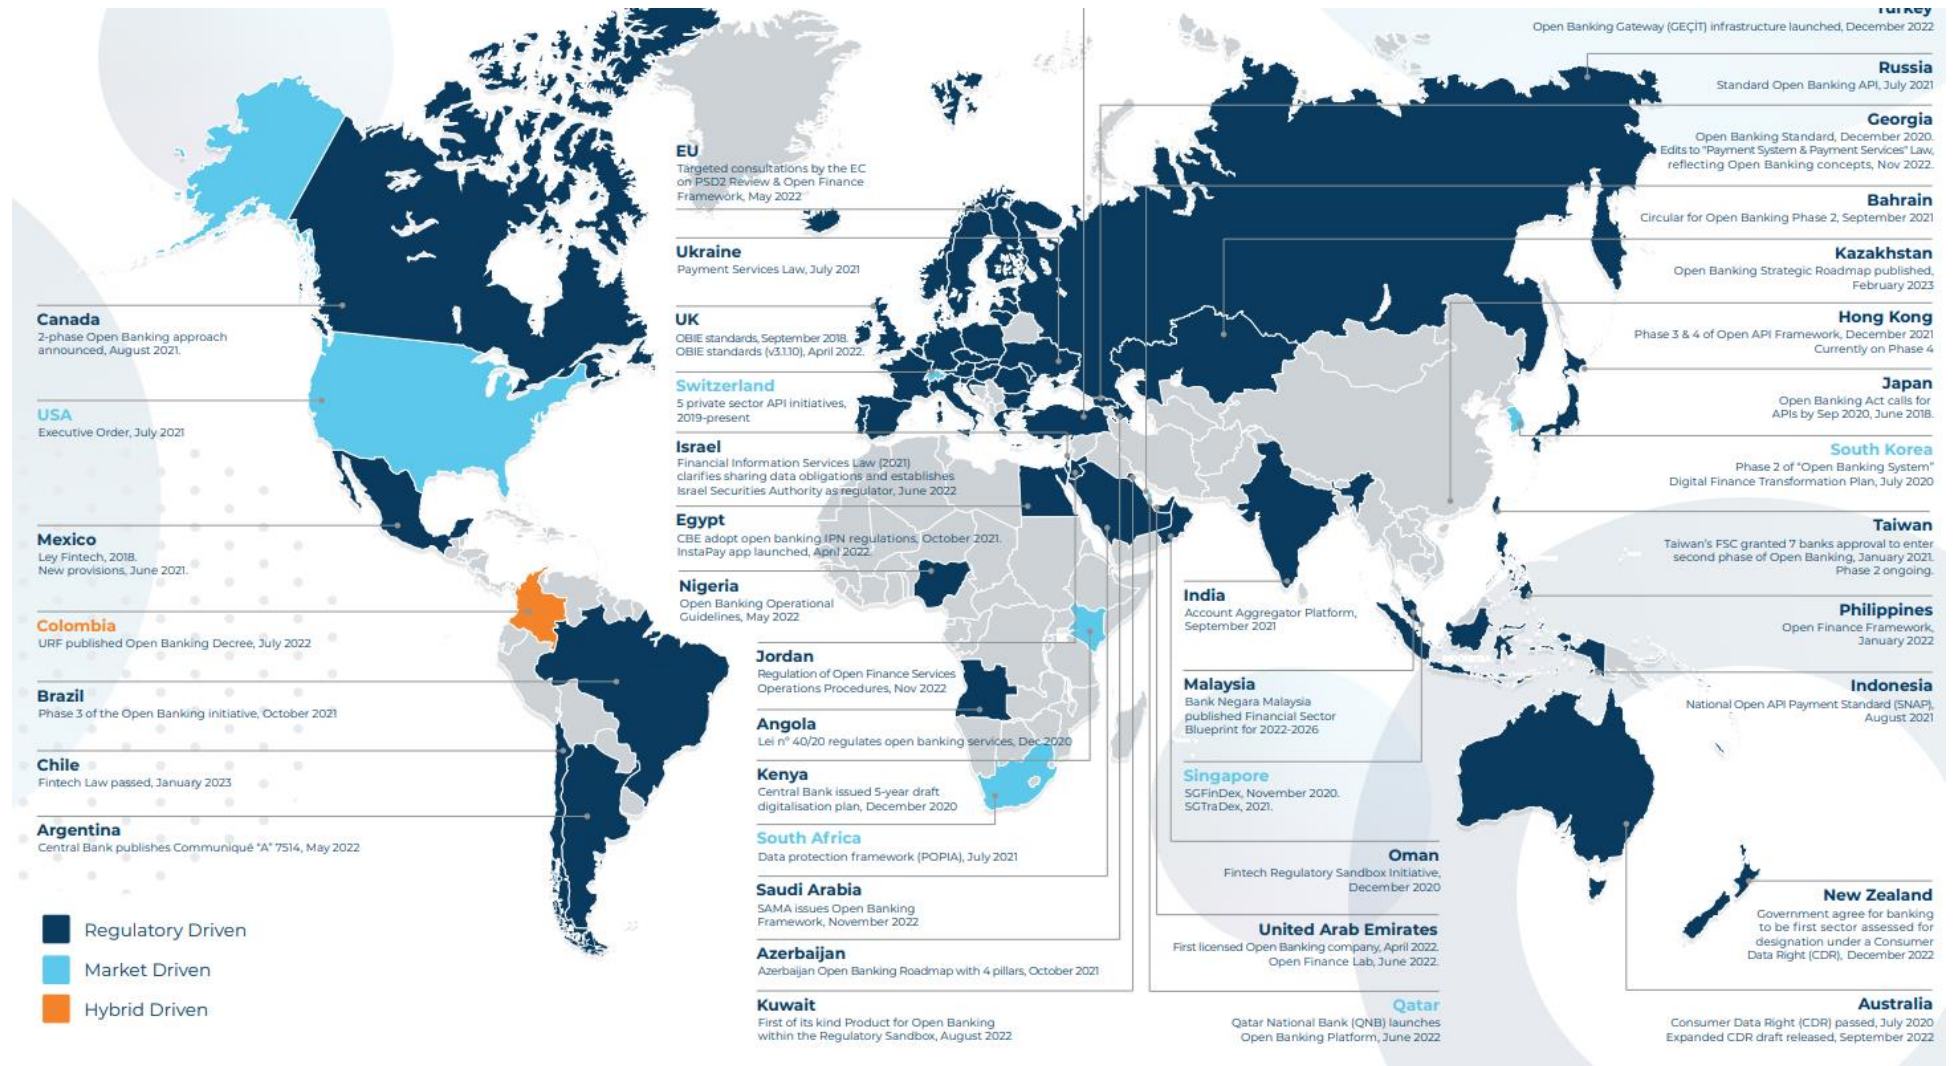 Turkey
Open Banking Gateway (GEÇİT) infrastructure launched, December 2022
Russia
Standard Open Banking API, July 2021
Georgia
Open Banking Standard, December 2020.
Edits to "Payment System & Payment Services" Law,
reflecting Open Banking concepts, Nov 2022.
Bahrain
Circular for Open Banking Phase 2, September 2021
Kazakhstan
Open Banking Strategic Roadmap published,
February 2023
Hong Kong
Phase 3 & 4 of Open API Framework, December 2021
Currently on Phase 4
Japan
Open Banking Act calls for
APIs by Sep 2020, June 2018.
South Korea
Phase 2 of "Open Banking System"
Digital Finance Transformation Plan, July 2020
Taiwan
Taiwan's FSC granted 7 banks approval to enter
second phase of Open Banking, January 2021.
Phase 2 ongoing.
Philippines
Open Finance Framework,
January 2022
Indonesia
National Open API Payment Standard (SNAP),
August 2021
New Zealand
Government agree for banking
to be first sector assessed for
designation under a Consumer
Data Right (CDR), December 2022
Australia
Consumer Data Right (CDR) passed, July 2020
Expanded CDR draft released, September 2022
EU
Targeted consultations by the EC
on PSD2 Review & Open Finance
Framework, May 2022
Ukraine
Payment Services Law, July 2021
UK
OBIE standards, September 2018.
OBIE standards (v3.1.10), April 2022.
Switzerland
5 private sector API initiatives,
2019-present
Israel
Financial Information Services Law (2021)
clarifies sharing data obligations and establishes
Israel Securities Authority as regulator, June 2022
Egypt
CBE adopt open banking IPN regulations, October 2021.
InstaPay app launched, April 2022.
Nigeria
Open Banking Operational
Guidelines, May 2022
Jordan
Regulation of Open Finance Services
Operations Procedures, Nov 2022
Angola
Lei nº 40/20 regulates open banking services, Dec 2020
Kenya
Central Bank issued 5-year draft
digitalisation plan, December 2020
South Africa
Data protection framework (POPIA), July 2021
Saudi Arabia
SAMA issues Open Banking
Framework, November 2022
Azerbaijan
Azerbaijan Open Banking Roadmap with 4 pillars, October 2021
Kuwait
First of its kind Product for Open Banking
within the Regulatory Sandbox, August 2022
India
Account Aggregator Platform,
September 2021
Malaysia
Bank Negara Malaysia
published Financial Sector
Blueprint for 2022-2026
Singapore
SGFinDex, November 2020.
SGTraDex, 2021.
Oman
Fintech Regulatory Sandbox Initiative,
December 2020
United Arab Emirates
First licensed Open Banking company, April 2022.
Open Finance Lab, June 2022.
Qatar
Qatar National Bank (QNB) launches
Open Banking Platform, June 2022
Canada
2-phase Open Banking approach
announced, August 2021.
USA
Executive Order, July 2021
Mexico
Ley Fintech, 2018.
New provisions, June 2021.
Colombia
URF published Open Banking Decree, July 2022
Brazil
Phase 3 of the Open Banking initiative, October 2021
Chile
Fintech Law passed, January 2023
Argentina
Central Bank publishes Communiqué "A" 7514, May 2022
Regulatory Driven
Market Driven
Hybrid Driven